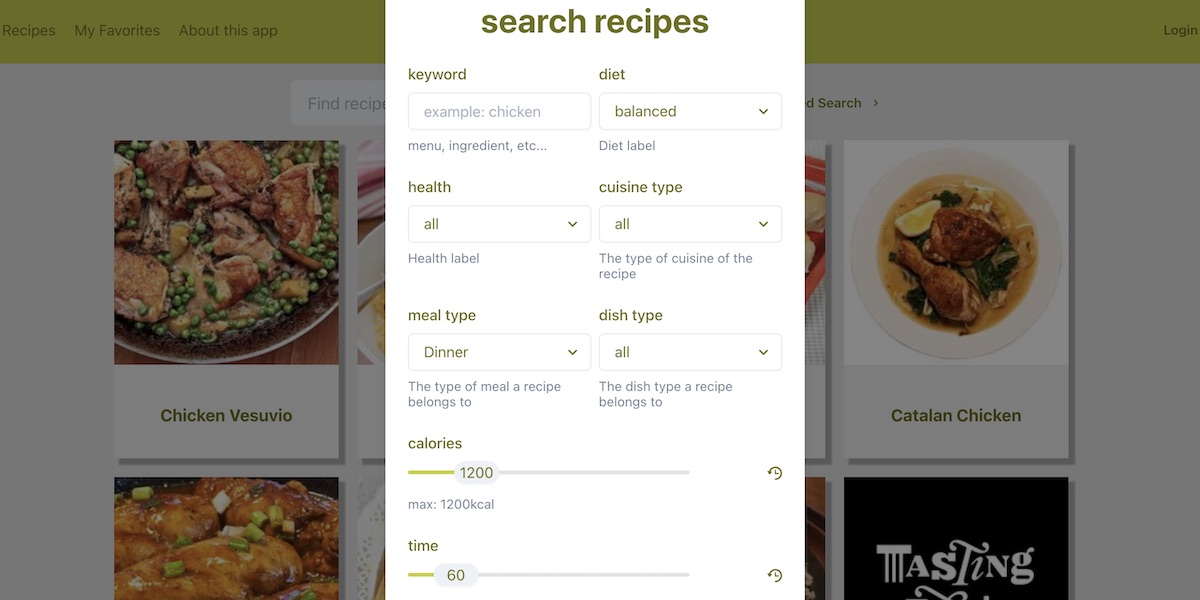 Recipes My Favorites About this app
Login
search recipes
Find recipe
ed Search
keyword
example: chicken
menu, ingredient, etc...
diet
balanced
Diet label
health
all
Health label
cuisine type
all
The type of cuisine of the
recipe
meal type
Dinner
The type of meal a recipe
belongs to
dish type
all
The dish type a recipe
belongs to
calories
1200
max: 1200kcal
time
60
Chicken Vesuvio
Catalan Chicken
TASTING